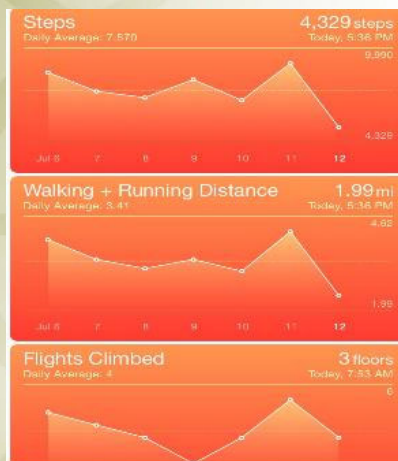 Steps 4,329 steps
Daily Average: 7,570 Today, 5:36 PM
9,990
4,329
Jul 6 7 8 9 10 11 12
Walking + Running Distance 1.99 mi
Daily Average: 3.41 Today, 5:36 PM
4.62
1.99
Jul 6 7 8 9 10 11 12
Flights Climbed 3 floors
Daily Average: 4 Today, 7:53 AM
6